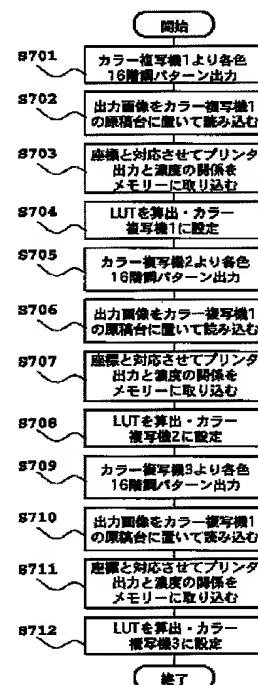 開始
S701
カラー複写機1より各色
16階調パターン出力
S702
出力画像をカラー複写機1
の原稿台に置いて読み込む
S703
座標と対応させてプリンタ
出力と濃度の関係を
メモリーに取り込む
S704
LUTを算出・カラー
複写機1に設定
S705
カラー複写機2より各色
16階調パターン出力
S706
出力画像をカラー複写機1
の原稿台に置いて読み込む
S707
座標と対応させてプリンタ
出力と濃度の関係を
メモリーに取り込む
S708
LUTを算出・カラー
複写機2に設定
S709
カラー複写機3より各色
16階調パターン出力
S710
出力画像をカラー複写機1
の原稿台に置いて読み込む
S711
座標と対応させてプリンタ
出力と濃度の関係を
メモリーに取り込む
S712
LUTを算出・カラー
複写機3に設定
終了